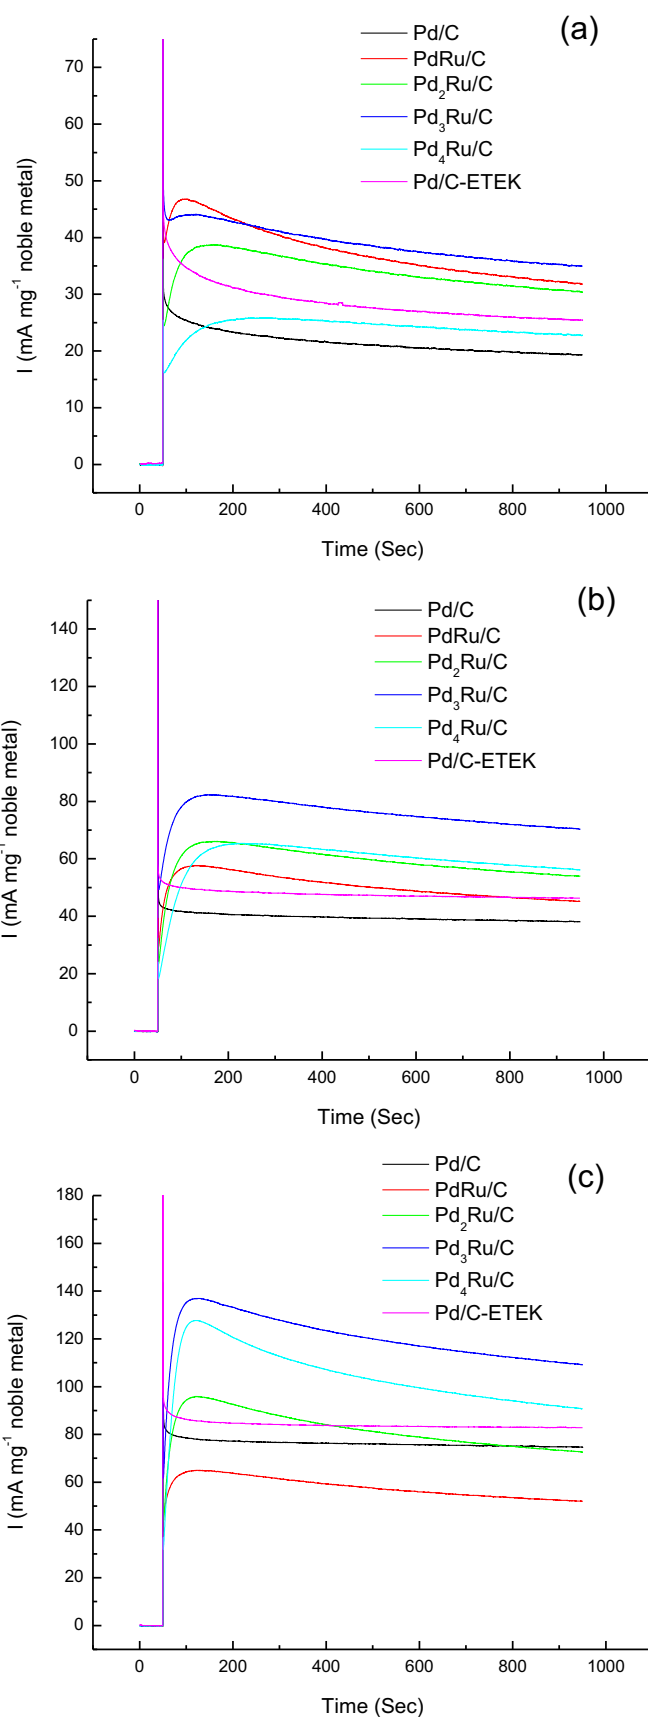 (a)
Pd/C
PdRu/C
Pd₂Ru/C
Pd₃Ru/C
Pd₄Ru/C
Pd/C-ETEK
70
60
50
40
30
20
10
0
I (mA mg⁻¹ noble metal)
0 200 400 600 800 1000
Time (Sec)
(b)
Pd/C
PdRu/C
Pd₂Ru/C
Pd₃Ru/C
Pd₄Ru/C
Pd/C-ETEK
140
120
100
80
60
40
20
0
I (mA mg⁻¹ noble metal)
0 200 400 600 800 1000
Time (Sec)
(c)
Pd/C
PdRu/C
Pd₂Ru/C
Pd₃Ru/C
Pd₄Ru/C
Pd/C-ETEK
180
160
140
120
100
80
60
40
20
0
I (mA mg⁻¹ noble metal)
0 200 400 600 800 1000
Time (Sec)